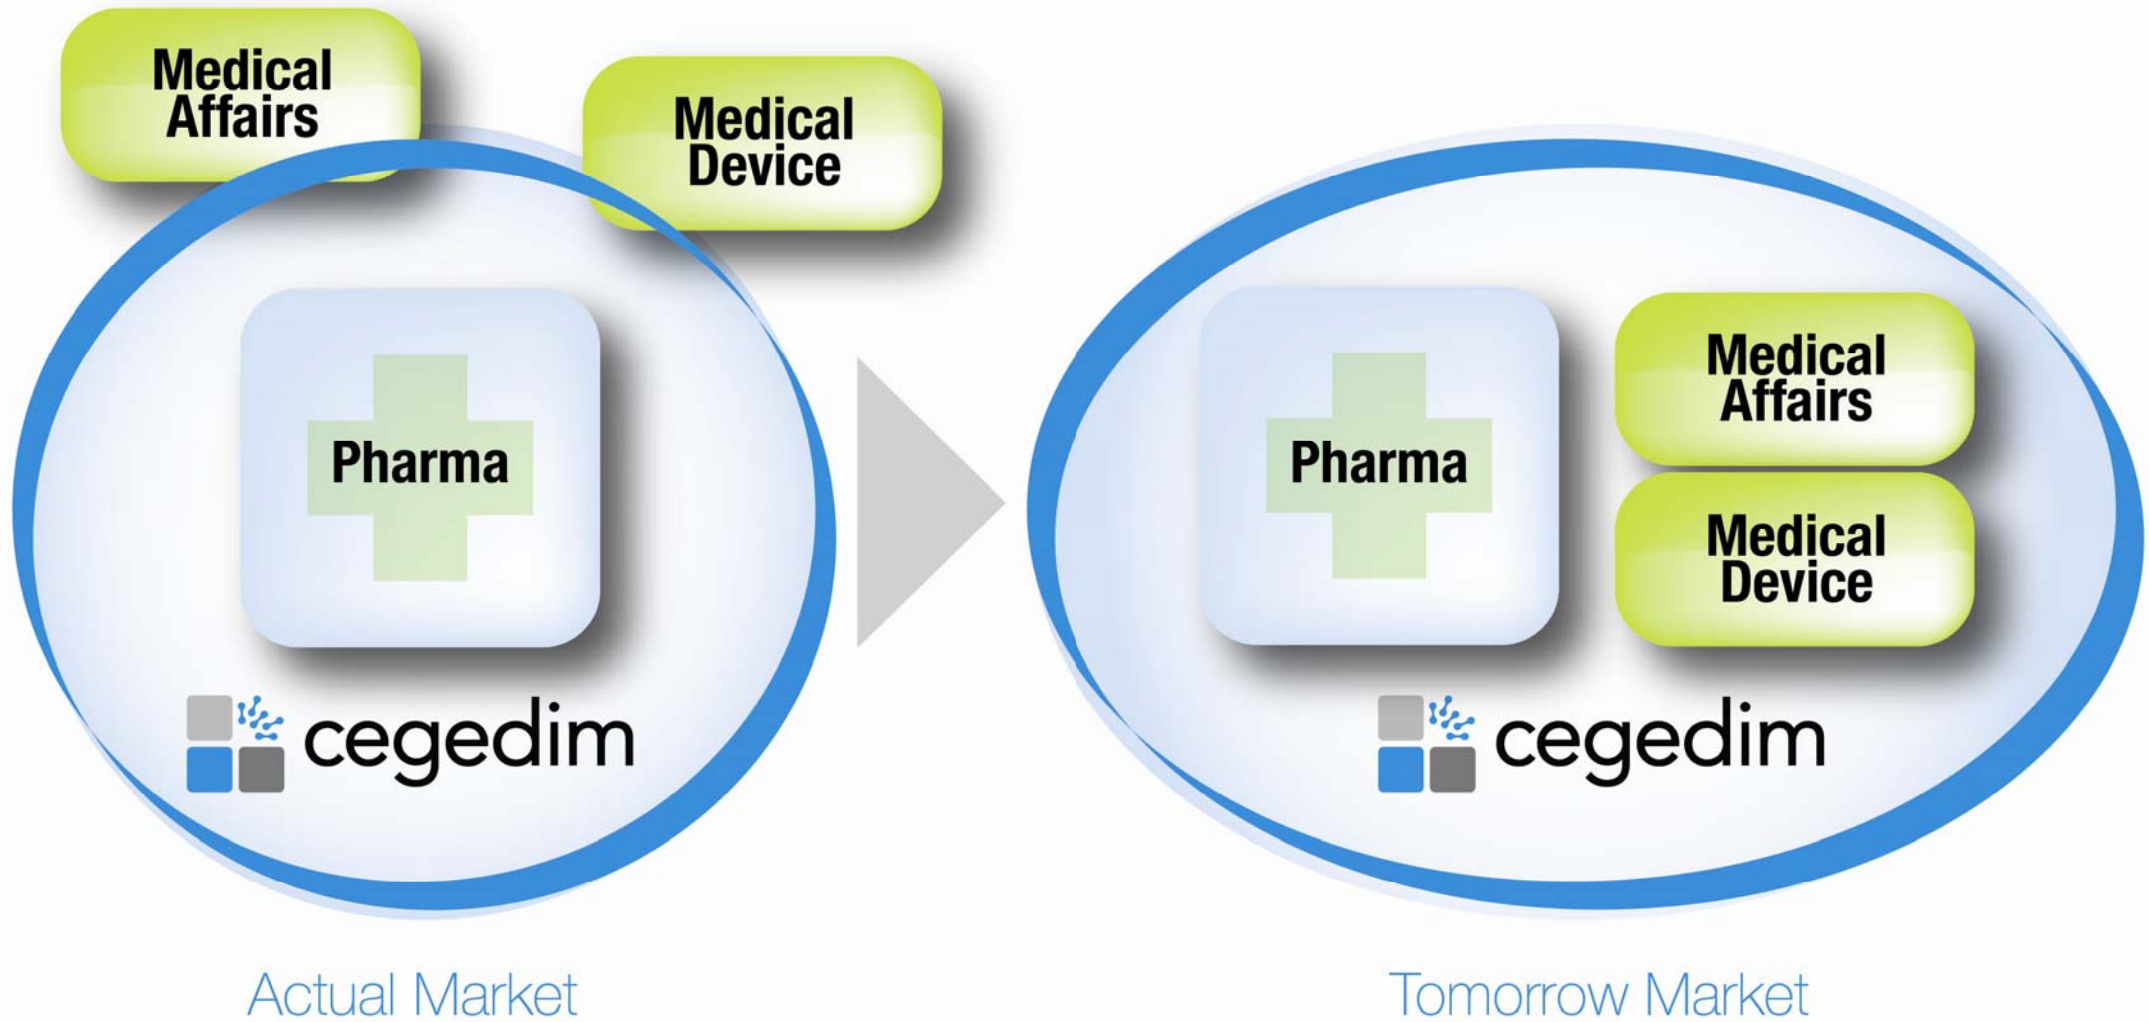 Medical
Affairs
Medical
Device
Pharma
cegedim
Actual Market
Pharma
Medical
Affairs
Medical
Device
cegedim
Tomorrow Market